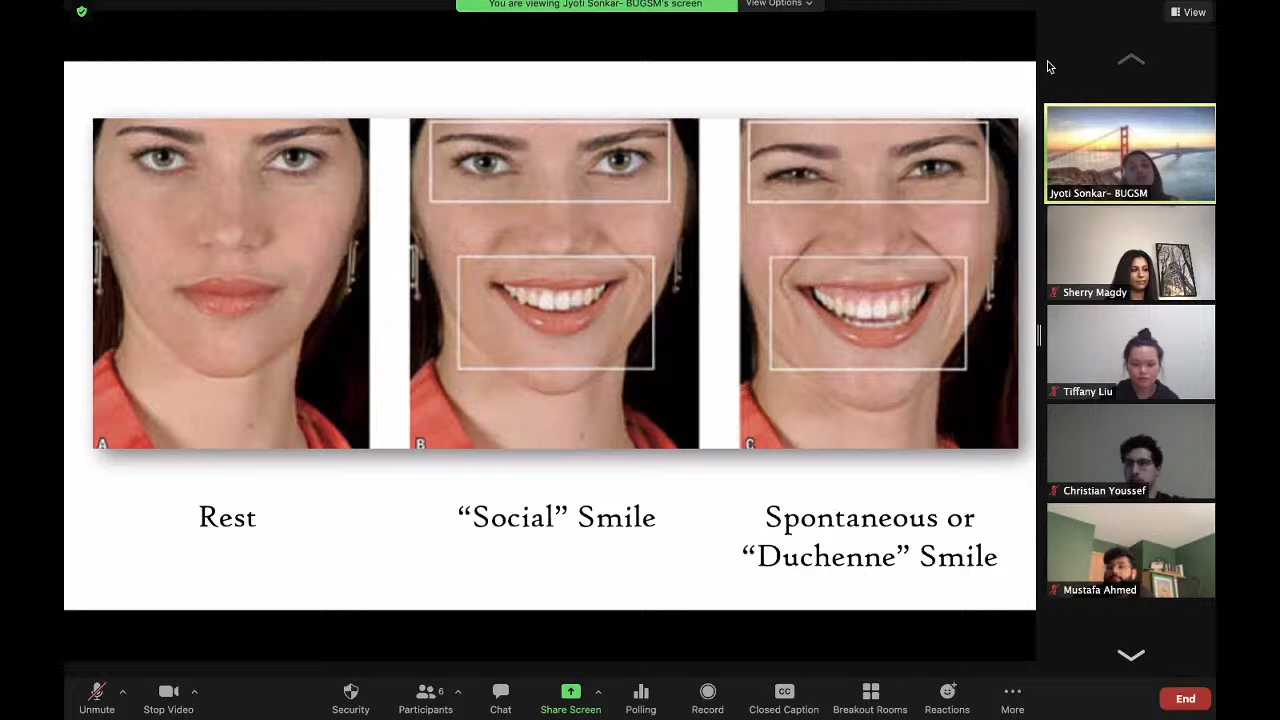 You are viewing Jyoti Sonkar- BUGSM's screen
View Options
View
A
B
C
Rest
“Social” Smile
Spontaneous or
“Duchenne” Smile
Jyoti Sonkar- BUGSM
Sherry Magdy
Tiffany Liu
Christian Youssef
Mustafa Ahmed
Unmute
Stop Video
Security
6
Participants
Chat
Share Screen
Polling
Record
CC
Closed Caption
Breakout Rooms
Reactions
More
End